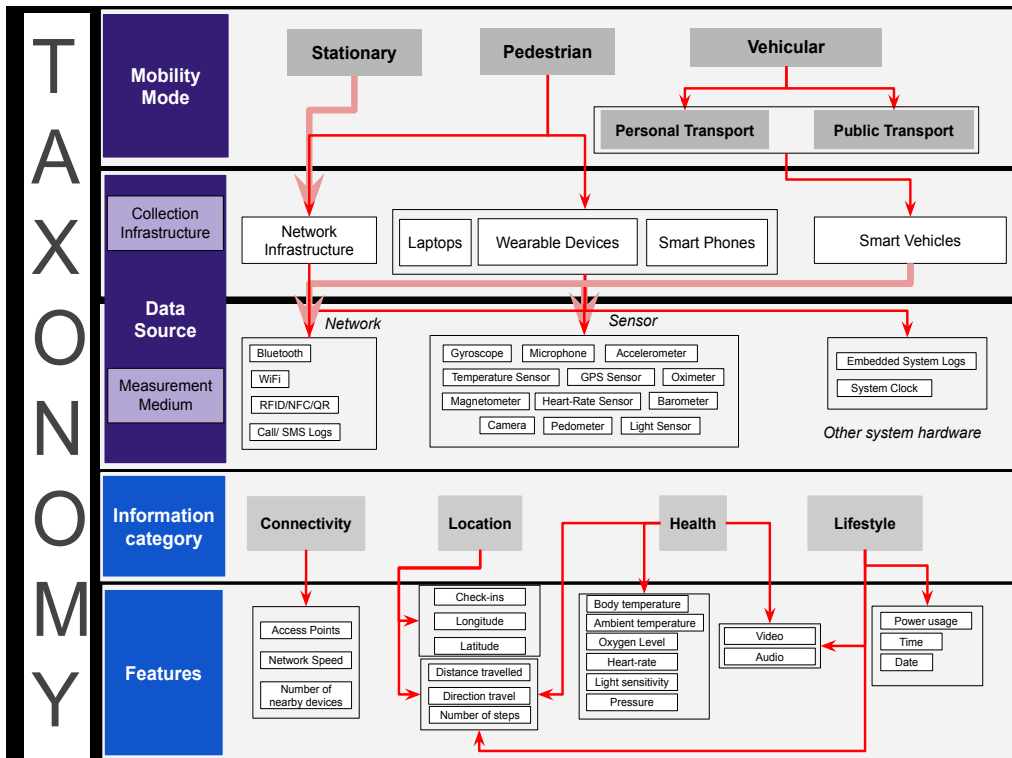 TAXONOMY
Mobility
Mode
Stationary
Pedestrian
Vehicular
Personal Transport
Public Transport
Collection
Infrastructure
Data
Source
Measurement
Medium
Network
Infrastructure
Laptops
Wearable Devices
Smart Phones
Smart Vehicles
Network
Bluetooth
WiFi
RFID/NFC/QR
Call/ SMS Logs
Sensor
Gyroscope
Microphone
Accelerometer
Temperature Sensor
GPS Sensor
Oximeter
Magnetometer
Heart-Rate Sensor
Barometer
Camera
Pedometer
Light Sensor
Embedded System Logs
System Clock
Other system hardware
Information
category
Connectivity
Location
Health
Lifestyle
Features
Access Points
Network Speed
Number of
nearby devices
Check-ins
Longitude
Latitude
Distance travelled
Direction travel
Number of steps
Body temperature
Ambient temperature
Oxygen Level
Heart-rate
Light sensitivity
Pressure
Video
Audio
Power usage
Time
Date